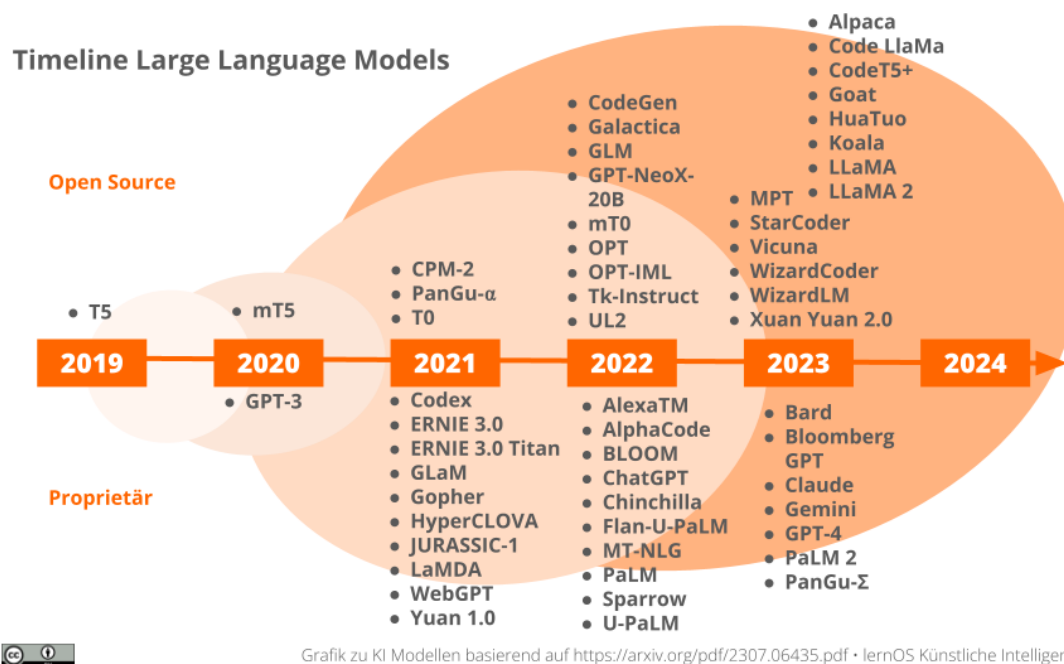 Timeline Large Language Models
Open Source
Proprietär
2019
2020
2021
2022
2023
2024
● T5
● mT5
● CPM-2
● PanGu-α
● T0
● CodeGen
● Galactica
● GLM
● GPT-NeoX-
20B
● mT0
● OPT
● OPT-IML
● Tk-Instruct
● UL2
● MPT
● StarCoder
● Vicuna
● WizardCoder
● WizardLM
● Xuan Yuan 2.0
● Alpaca
● Code LlaMa
● CodeT5+
● Goat
● HuaTuo
● Koala
● LLaMA
● LLaMA 2
● GPT-3
● Codex
● ERNIE 3.0
● ERNIE 3.0 Titan
● GLaM
● Gopher
● HyperCLOVA
● JURASSIC-1
● LaMDA
● WebGPT
● Yuan 1.0
● AlexaTM
● AlphaCode
● BLOOM
● ChatGPT
● Chinchilla
● Flan-U-PaLM
● MT-NLG
● PaLM
● Sparrow
● U-PaLM
● Bard
● Bloomberg
GPT
● Claude
● Gemini
● GPT-4
● PaLM 2
● PanGu-Σ
cc
Grafik zu KI Modellen basierend auf https://arxiv.org/pdf/2307.06435.pdf • lernOS Künstliche